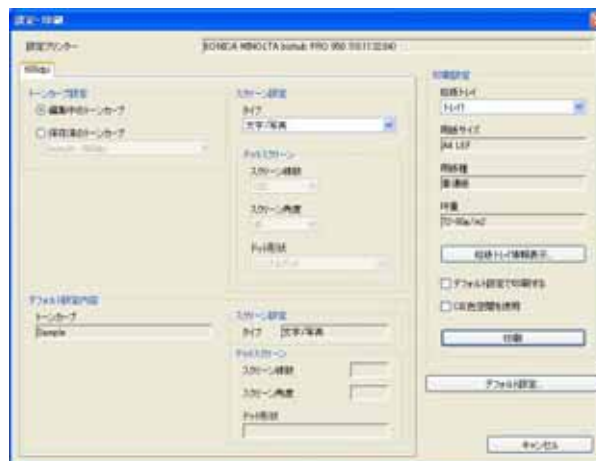 設定・印刷
設定プリンター
KONICA MINOLTA bizhub PRO 950
600dpi
トーンカーブ設定
編集中のトーンカーブ
保存済のトーンカーブ
スクリーン設定
タイプ
文字/写真
ドットスクリーン
スクリーン線数
スクリーン角度
ドット形状
デフォルト設定内容
トーンカーブ
Sample
スクリーン設定
タイプ 文字/写真
ドットスクリーン
スクリーン線数
スクリーン角度
ドット形状
印刷設定
給紙トレイ
トレイ1
用紙サイズ
A4 LEF
用紙種
普通紙
坪量
給紙トレイ情報表示...
デフォルト設定で印刷する
CIE色空間を使用
印刷
デフォルト設定...
キャンセル